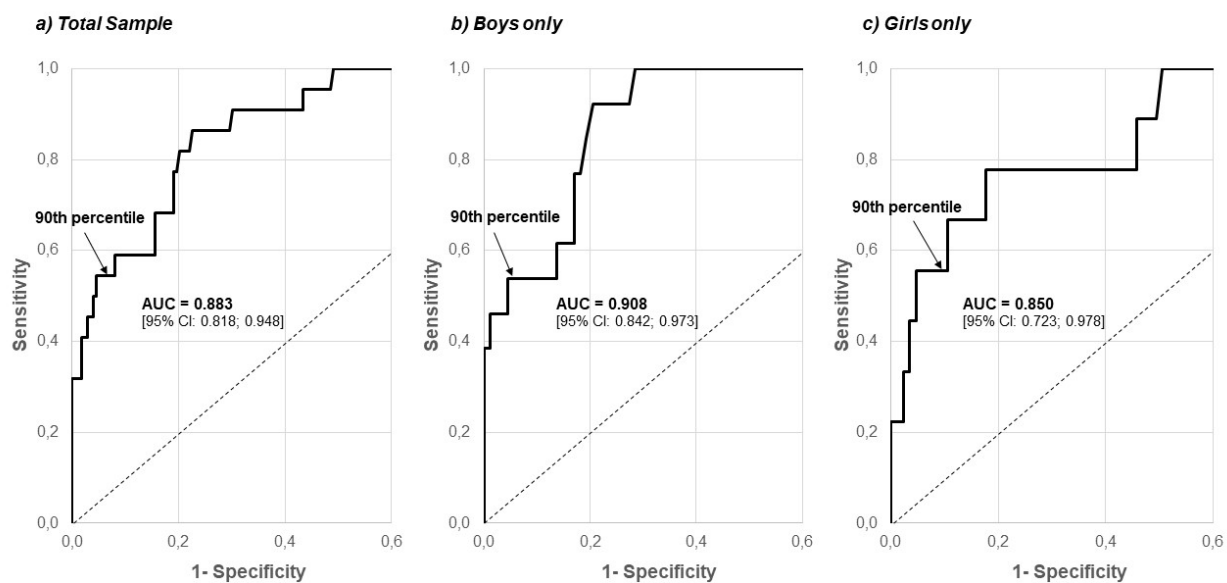 a) Total Sample
1,0
0,8
0,6
0,4
0,2
0,0
0,0
0,2
0,4
0,6
Sensitivity
1- Specificity
90th percentile
AUC = 0.883
[95% CI: 0.818; 0.948]
b) Boys only
1,0
0,8
0,6
0,4
0,2
0,0
0,0
0,2
0,4
0,6
Sensitivity
1- Specificity
90th percentile
AUC = 0.908
[95% CI: 0.842; 0.973]
c) Girls only
1,0
0,8
0,6
0,4
0,2
0,0
0,0
0,2
0,4
0,6
Sensitivity
1- Specificity
90th percentile
AUC = 0.850
[95% CI: 0.723; 0.978]